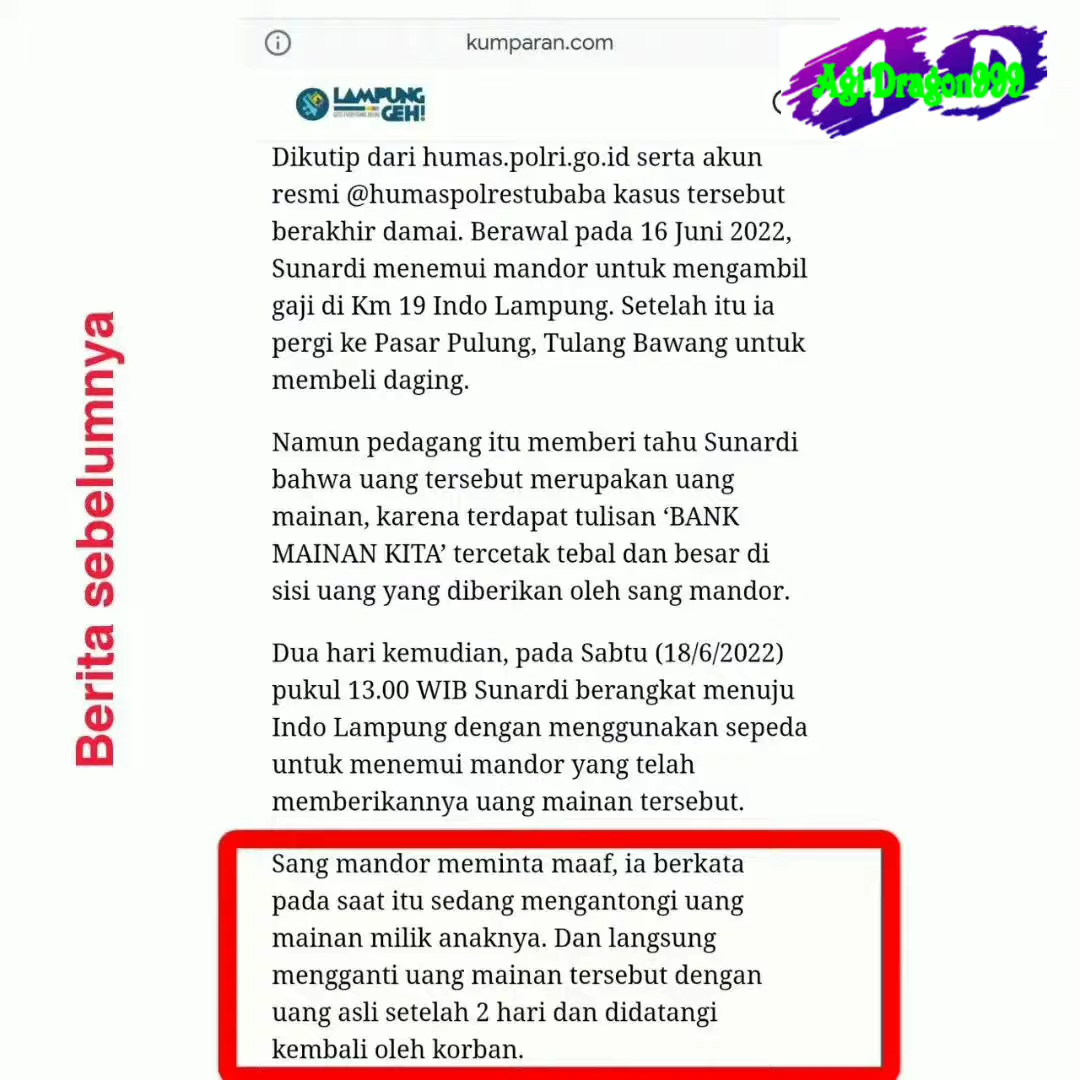 kumparan.com
LAMPUNG
GEH!
A D
Agi Dragon999
Dikutip dari humas.polri.go.id serta akun
resmi @humaspolrestubaba kasus tersebut
berakhir damai. Berawal pada 16 Juni 2022,
Sunardi menemui mandor untuk mengambil
gaji di Km 19 Indo Lampung. Setelah itu ia
pergi ke Pasar Pulung, Tulang Bawang untuk
membeli daging.
Namun pedagang itu memberi tahu Sunardi
bahwa uang tersebut merupakan uang
mainan, karena terdapat tulisan ‘BANK
MAINAN KITA’ tercetak tebal dan besar di
sisi uang yang diberikan oleh sang mandor.
Dua hari kemudian, pada Sabtu (18/6/2022)
pukul 13.00 WIB Sunardi berangkat menuju
Indo Lampung dengan menggunakan sepeda
untuk menemui mandor yang telah
memberikannya uang mainan tersebut.
Sang mandor meminta maaf, ia berkata
pada saat itu sedang mengantongi uang
mainan milik anaknya. Dan langsung
mengganti uang mainan tersebut dengan
uang asli setelah 2 hari dan didatangi
kembali oleh korban.
Berita sebelumnya